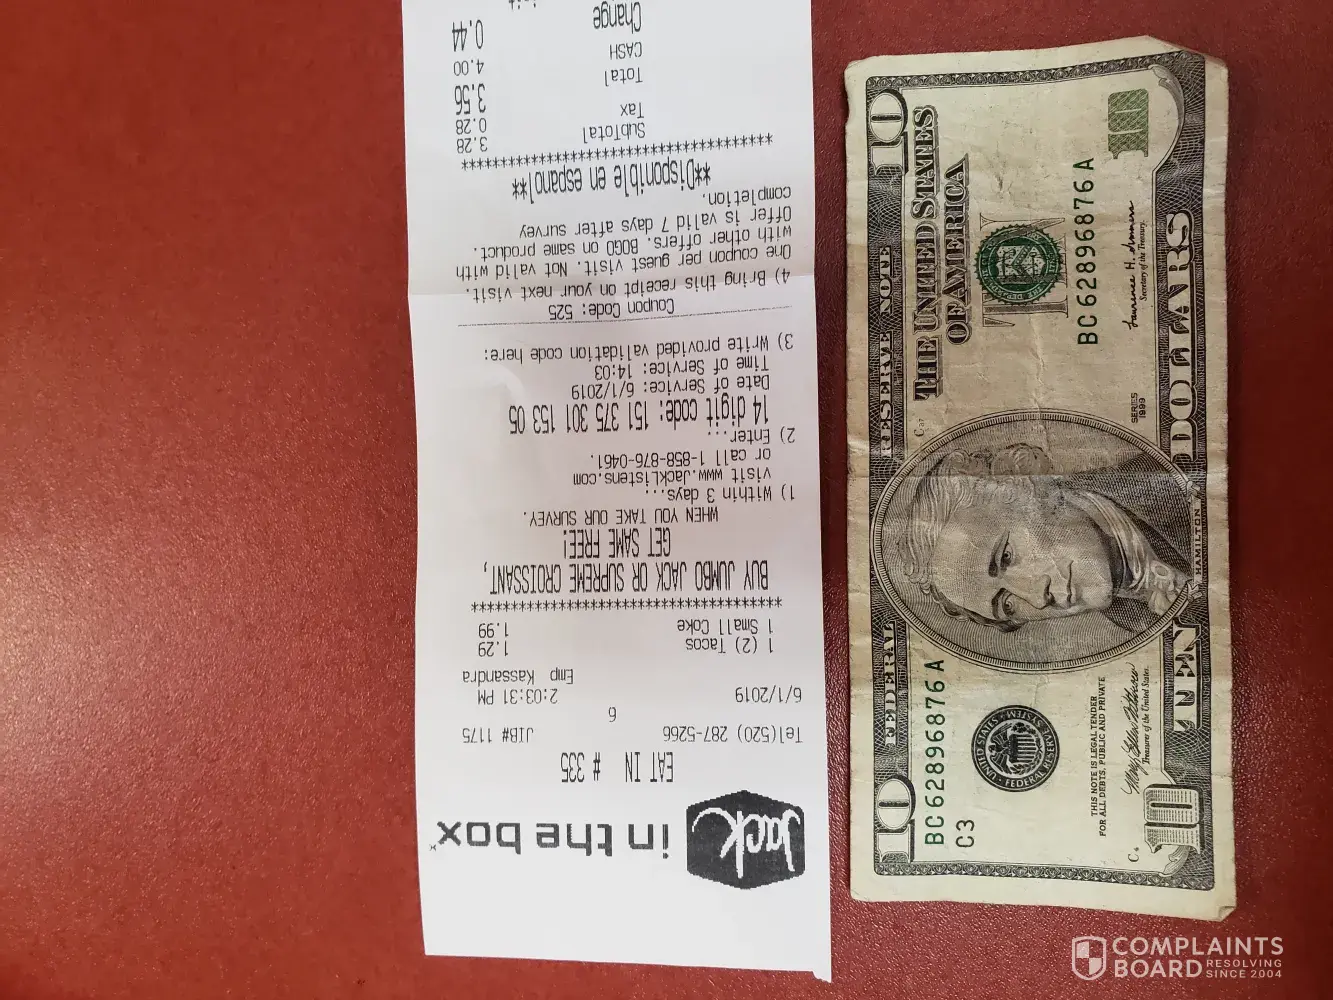 Jack in the box
EAT IN # 335
Tel(520) 287-5266 JIB# 1175
6
6/1/2019 2:03:31 PM
Emp Kassandra
1 (2) Tacos 1.29
1 Small Coke 1.99
****************************************
BUY JUMBO JACK OR SUPREME CROISSANT,
GET SAME FREE!
WHEN YOU TAKE OUR SURVEY.
1) Within 3 days...
visit www.JackListens.com
or call 1-858-876-0461.
2) Enter...
14 digit code: 151 375 301 153 05
Date of Service: 6/1/2019
Time of Service: 14:03
3) Write provided validation code here:
Coupon Code: 525
4) Bring this receipt on your next visit.
One coupon per guest visit. Not valid with
with other offers. BOGO on same product.
Offer is valid 7 days after survey
completion.
**Disponible en espanol**
****************************************
SubTotal 3.28
Tax 0.28
Total 3.56
CASH 4.00
Change 0.44
10 FEDERAL RESERVE NOTE 10
THE UNITED STATES
OF AMERICA
BC 62896876 A
C3
UNITED STATES FEDERAL RESERVE SYSTEM
THIS NOTE IS LEGAL TENDER
FOR ALL DEBTS, PUBLIC AND PRIVATE
TEN
BC 62896876 A
Treasurer of the United States.
Secretary of the Treasury.
SERIES
1999
HAMILTON
10 TEN DOLLARS 10
COMPLAINTS
BOARD RESOLVING
SINCE 2004